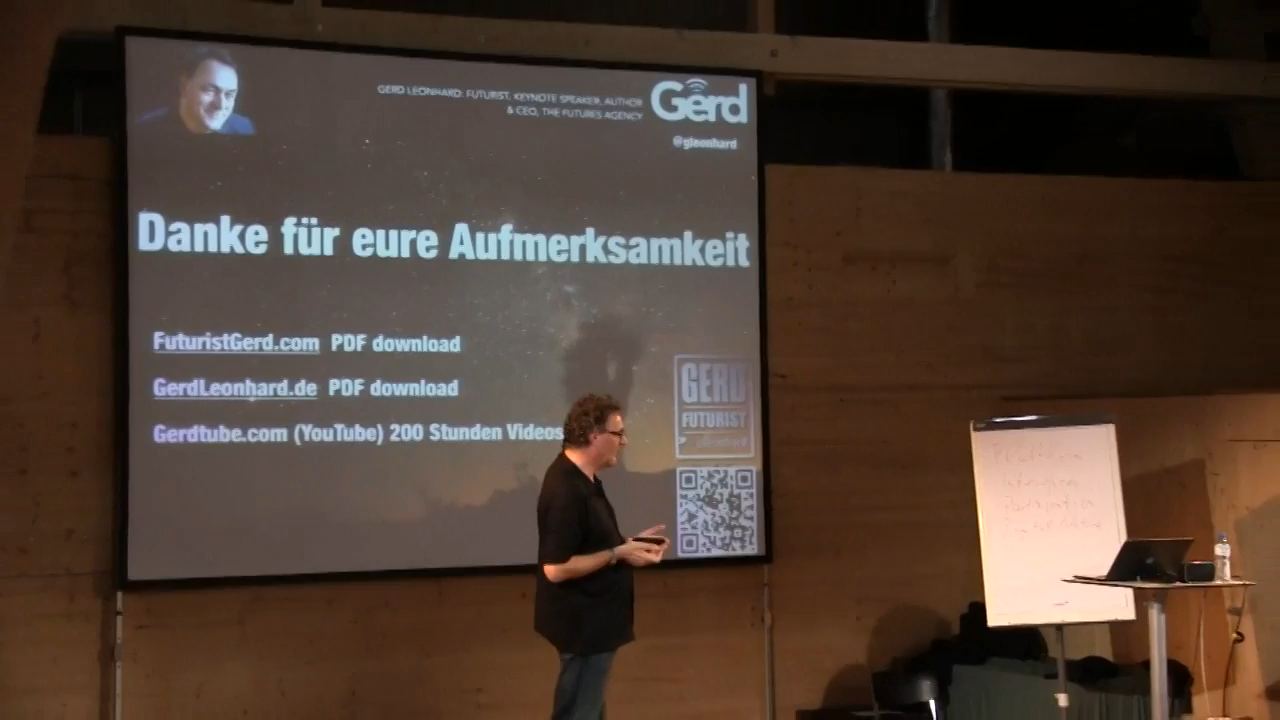 GERD LEONHARD: FUTURIST, KEYNOTE SPEAKER, AUTHOR
& CEO, THE FUTURES AGENCY
Gerd
@gleonhard
Danke für eure Aufmerksamkeit
FuturistGerd.com PDF download
GerdLeonhard.de PDF download
Gerdtube.com (YouTube) 200 Stunden Videos
GERD
FUTURIST